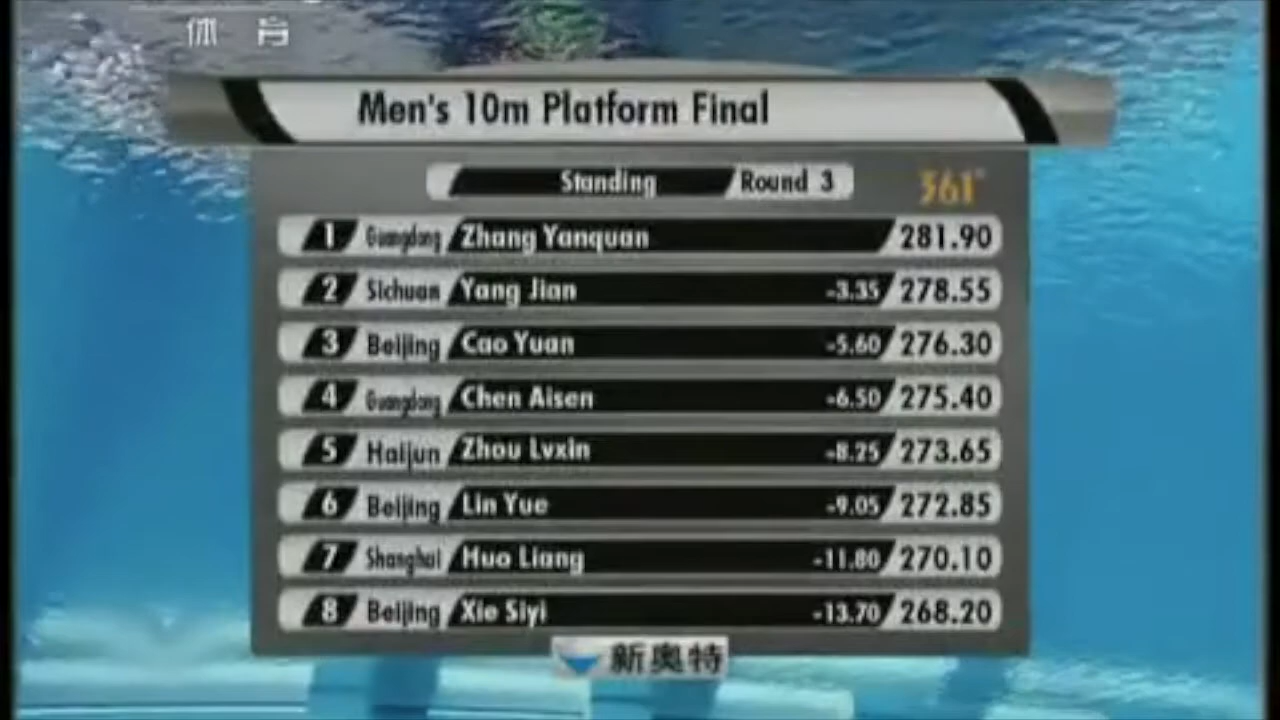 体育
Men's 10m Platform Final
Standing Round 3 361°
1 Guangdong Zhang Yanquan 281.90
2 Sichuan Yang Jian -3.35 278.55
3 Beijing Cao Yuan -5.60 276.30
4 Guangdong Chen Aisen -6.50 275.40
5 Haijun Zhou Lvxin -8.25 273.65
6 Beijing Lin Yue -9.05 272.85
7 Shanghai Huo Liang -11.80 270.10
8 Beijing Xie Siyi -13.70 268.20
新奥特